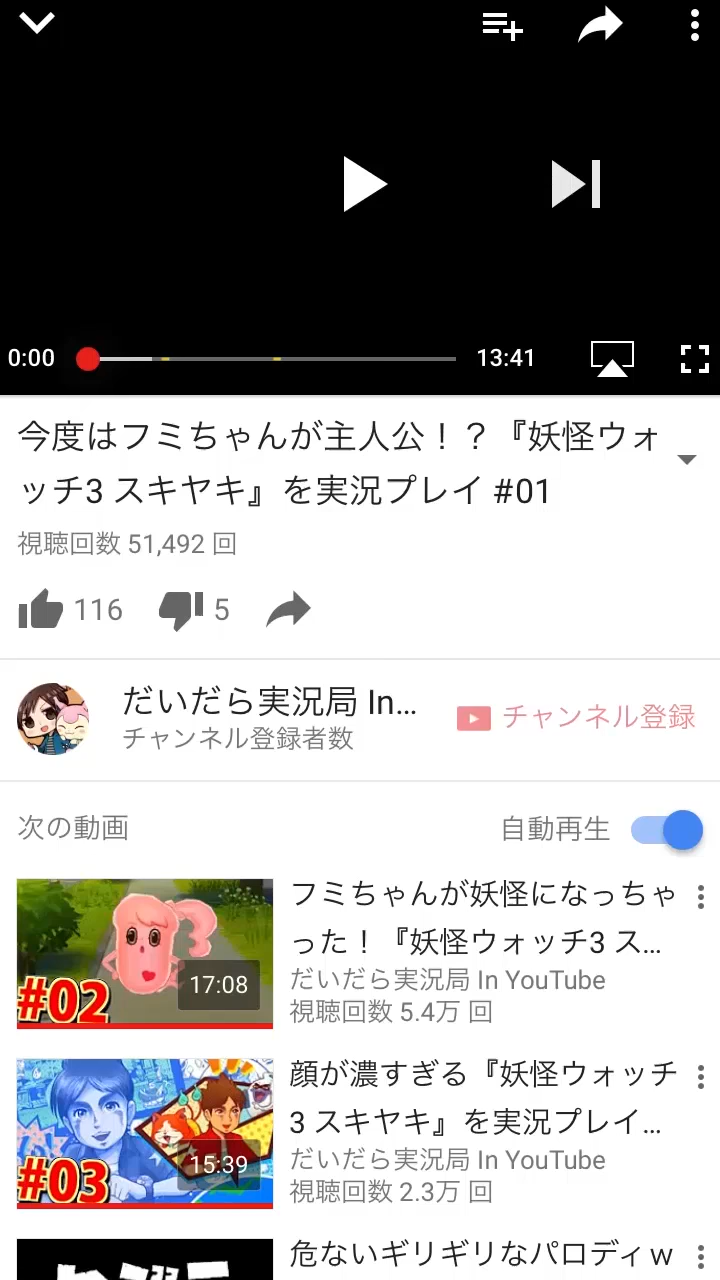 0:00
13:41
今度はフミちゃんが主人公！？『妖怪ウォ
ッチ3 スキヤキ』を実況プレイ #01
視聴回数 51,492 回
116
5
だいだら実況局 In...
チャンネル登録者数
チャンネル登録
次の動画
自動再生
#02
17:08
フミちゃんが妖怪になっちゃ
った！『妖怪ウォッチ3 ス...
だいだら実況局 In YouTube
視聴回数 5.4万 回
#03
15:39
顔が濃すぎる『妖怪ウォッチ
3 スキヤキ』を実況プレイ...
だいだら実況局 In YouTube
視聴回数 2.3万 回
危ないギリギリなパロディｗ